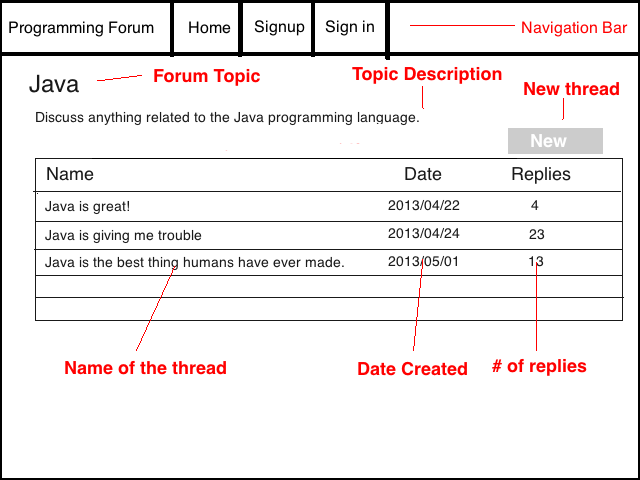 Programming Forum Home Signup Sign in Navigation Bar
Java Forum Topic Topic Description
New thread
Discuss anything related to the Java programming language.
New
Name Date Replies
Java is great! 2013/04/22 4
Java is giving me trouble 2013/04/24 23
Java is the best thing humans have ever made. 2013/05/01 13
Name of the thread Date Created # of replies